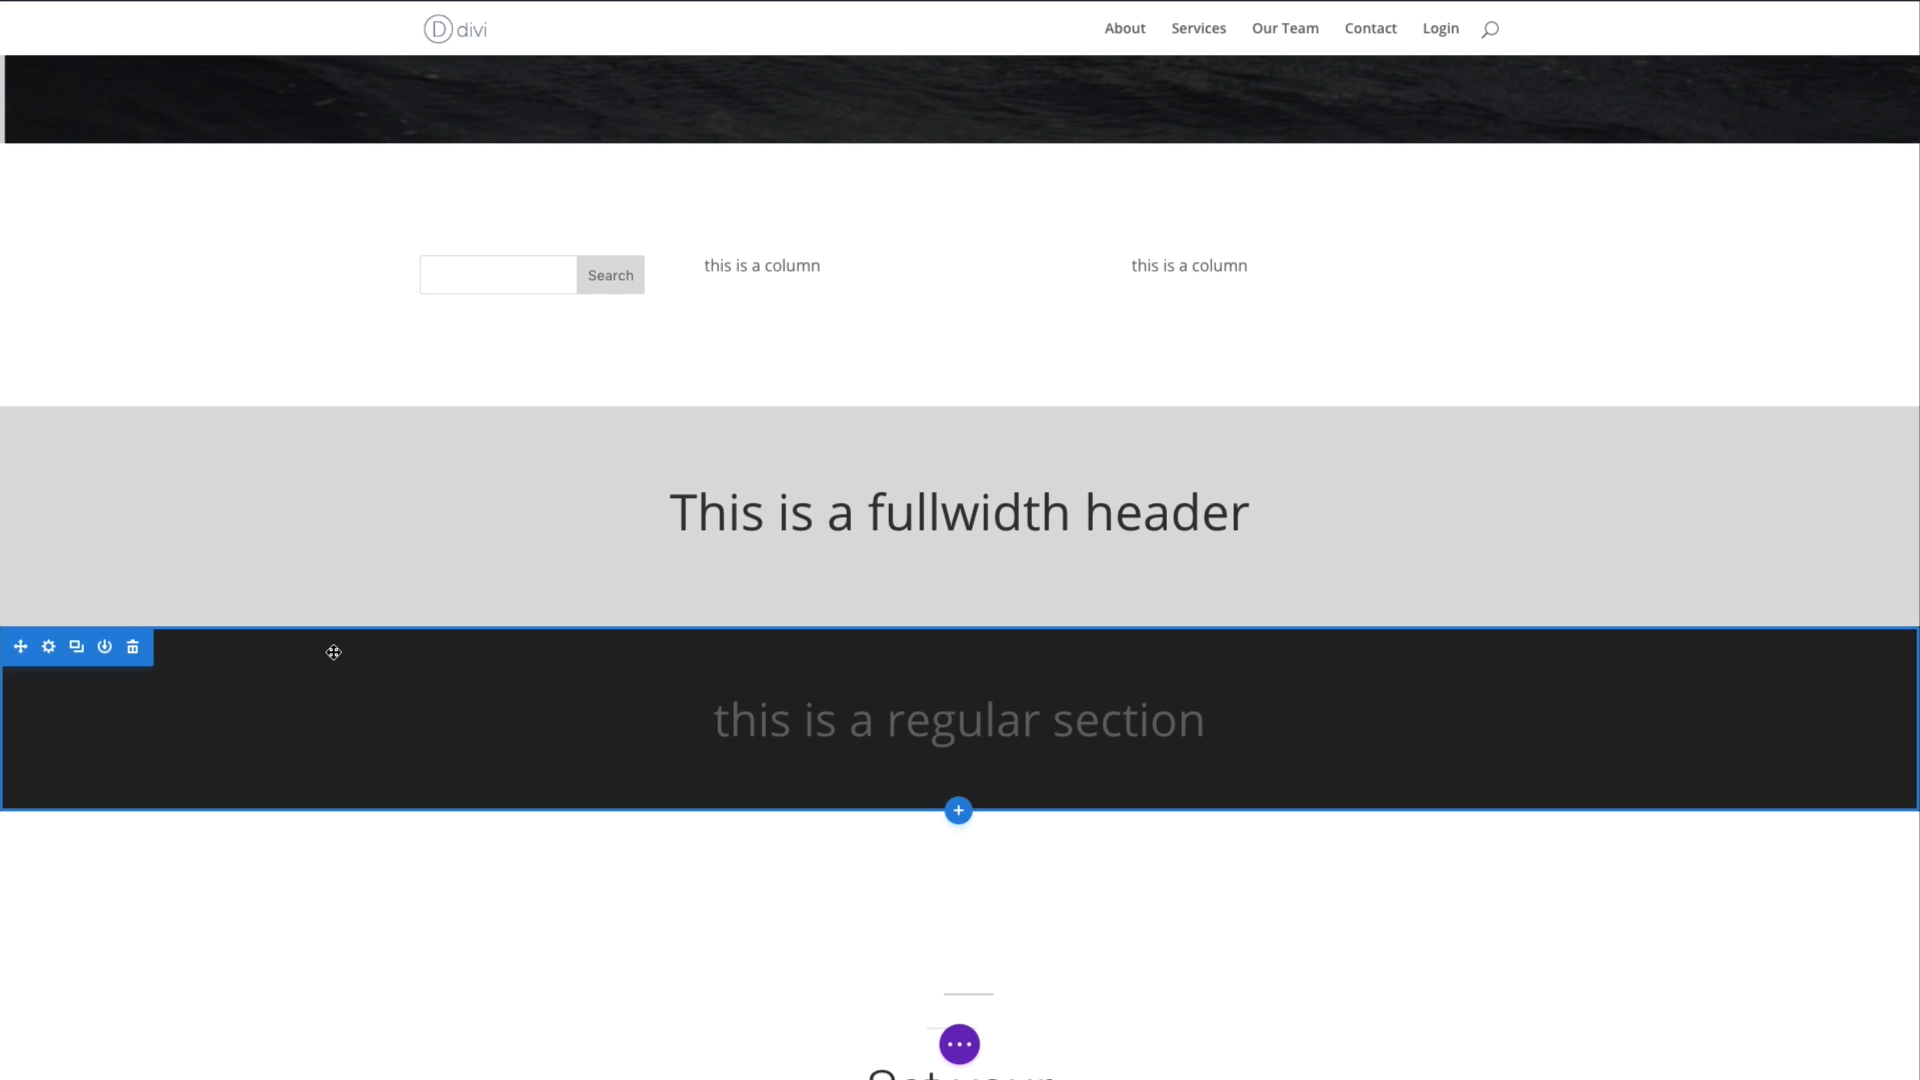 divi
About Services Our Team Contact Login
Search
this is a column
this is a column
This is a fullwidth header
this is a regular section